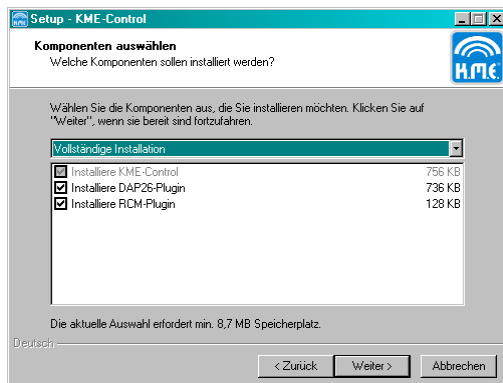 Setup - KME-Control
Komponenten auswählen
Welche Komponenten sollen installiert werden?
K.M.E.
Wählen Sie die Komponenten aus, die Sie installieren möchten. Klicken Sie auf
"Weiter", wenn sie bereit sind fortzufahren.
Vollständige Installation
Installiere KME-Control 756 KB
Installiere DAP26-Plugin 736 KB
Installiere RCM-Plugin 128 KB
Die aktuelle Auswahl erfordert min. 8,7 MB Speicherplatz.
Deutsch
< Zurück Weiter > Abbrechen